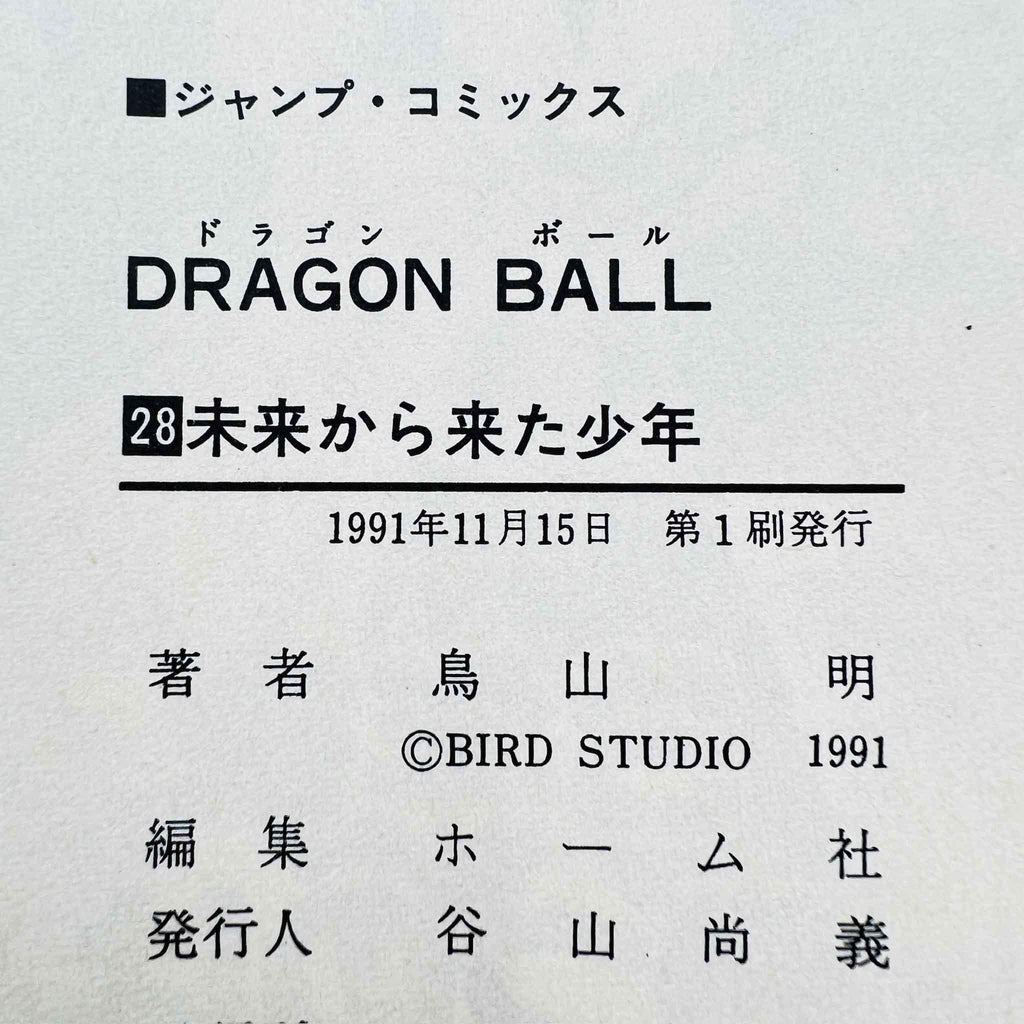 ■ジャンプ・コミックス
ドラゴン ボール
DRAGON BALL
28未来から来た少年
1991年11月15日 第1刷発行
著者 鳥山 明
©BIRD STUDIO 1991
編集 ホーム社
発行人 谷山尚義